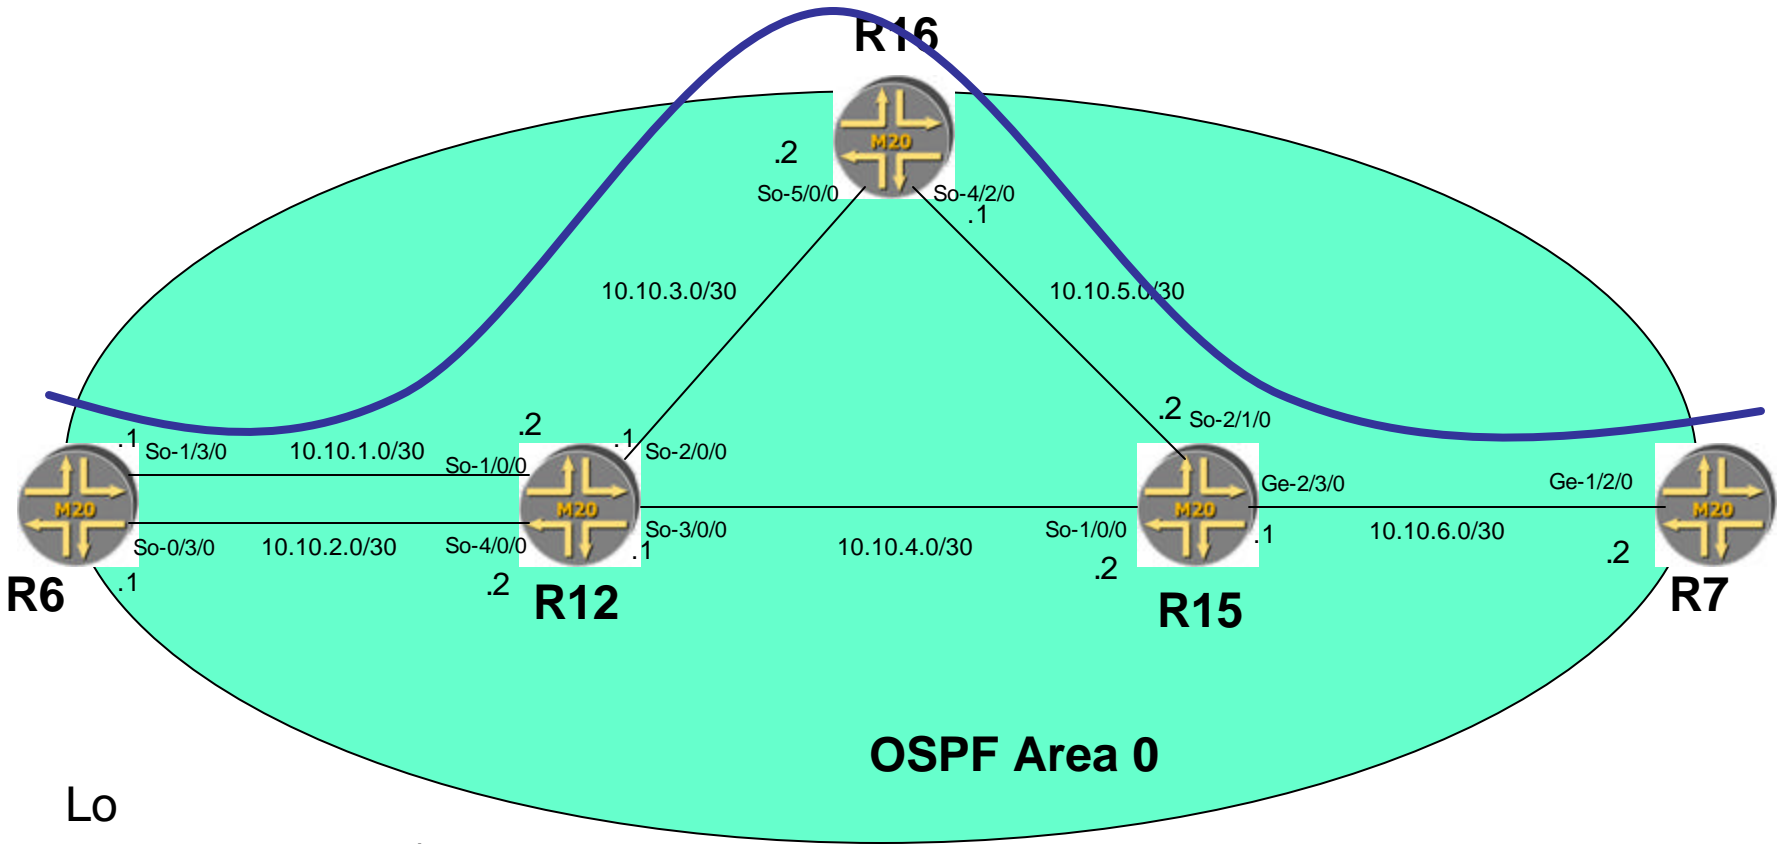 R16
M20
.2
So-5/0/0
So-4/2/0
.1
10.10.3.0/30
10.10.5.0/30
.1
So-1/3/0
10.10.1.0/30
.2
So-1/0/0
.1
So-2/0/0
.2
So-2/1/0
M20
M20
M20
M20
Ge-2/3/0
Ge-1/2/0
So-0/3/0
10.10.2.0/30
So-4/0/0
So-3/0/0
.1
10.10.4.0/30
So-1/0/0
.1
10.10.6.0/30
.2
.1
.2
.2
R6
R12
R15
R7
OSPF Area 0
Lo